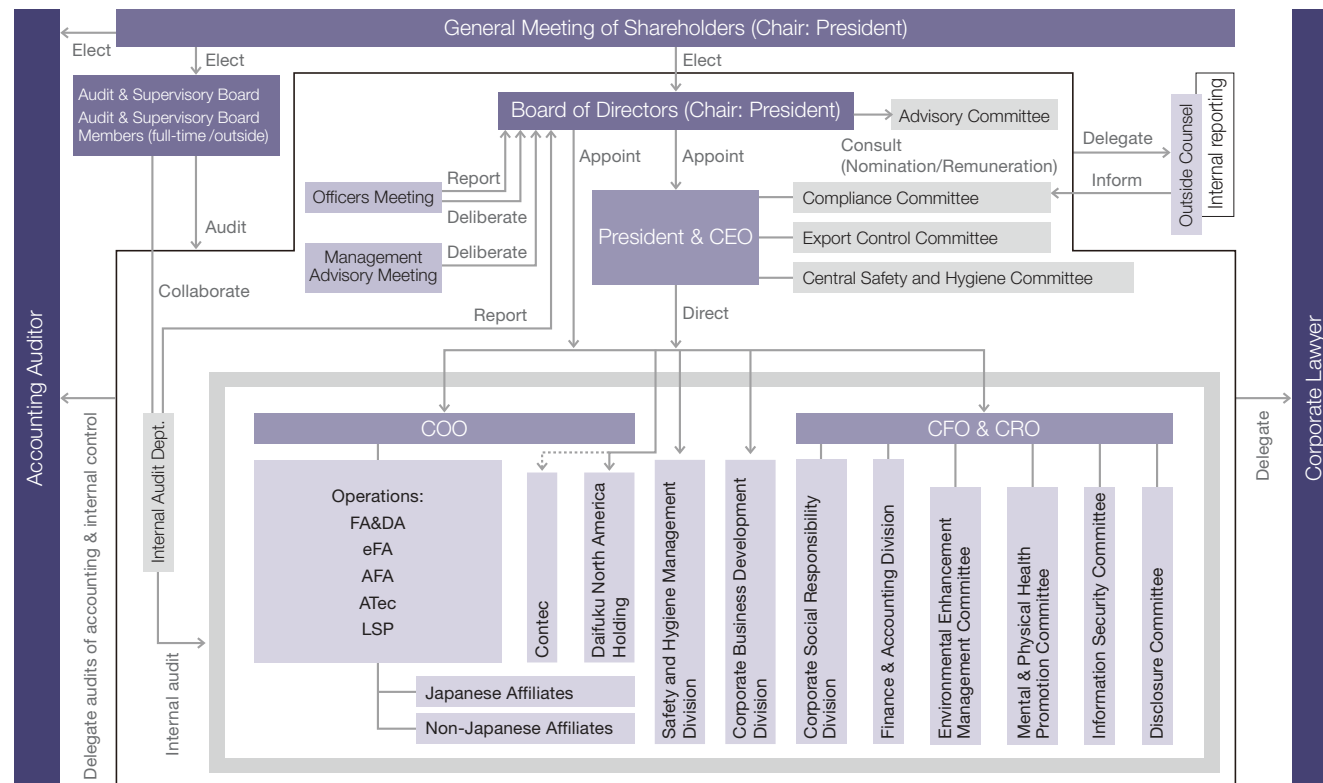 General Meeting of Shareholders (Chair: President)
Elect
Elect
Elect
Audit & Supervisory Board
Audit & Supervisory Board
Members (full-time/outside)
Board of Directors (Chair: President)
Advisory Committee
Appoint
Appoint
Consult
(Nomination/Remuneration)
Delegate
Inform
Outside Counsel
Internal reporting
Report
Officers Meeting
Deliberate
Management
Advisory Meeting
Deliberate
President & CEO
Compliance Committee
Export Control Committee
Central Safety and Hygiene Committee
Audit
Collaborate
Report
Direct
Accounting Auditor
Corporate Lawyer
Delegate audits of accounting & internal control
Internal Audit Dept.
Internal audit
Delegate
COO
CFO & CRO
Operations:
FA&DA
eFA
AFA
ATec
LSP
Japanese Affiliates
Non-Japanese Affiliates
Contec
Daifuku North America
Holding
Safety and Hygiene Management
Division
Corporate Business Development
Division
Corporate Social Responsibility
Division
Finance & Accounting Division
Environmental Enhancement
Management Committee
Mental & Physical Health
Promotion Committee
Information Security Committee
Disclosure Committee